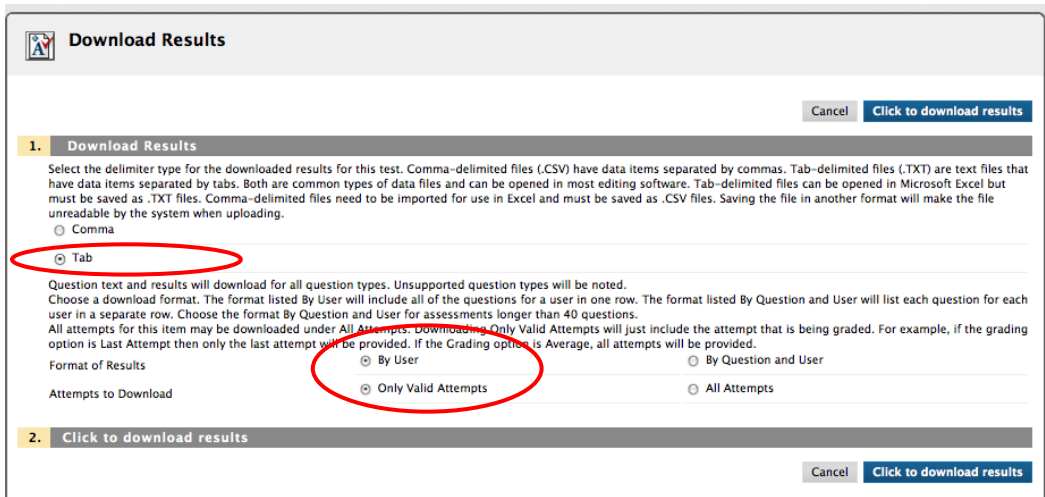 Download Results
Cancel Click to download results
1. Download Results
Select the delimiter type for the downloaded results for this test. Comma-delimited files (.CSV) have data items separated by commas. Tab-delimited files (.TXT) are text files that
have data items separated by tabs. Both are common types of data files and can be opened in most editing software. Tab-delimited files can be opened in Microsoft Excel but
must be saved as .TXT files. Comma-delimited files need to be imported for use in Excel and must be saved as .CSV files. Saving the file in another format will make the file
unreadable by the system when uploading.
Comma
Tab
Question text and results will download for all question types. Unsupported question types will be noted.
Choose a download format. The format listed By User will include all of the questions for a user in one row. The format listed By Question and User will list each question for each
user in a separate row. Choose the format By Question and User for assessments longer than 40 questions.
All attempts for this item may be downloaded under All Attempts. Downloading Only Valid Attempts will just include the attempt that is being graded. For example, if the grading
option is Last Attempt then only the last attempt will be provided. If the Grading option is Average, all attempts will be provided.
Format of Results By User By Question and User
Attempts to Download Only Valid Attempts All Attempts
2. Click to download results
Cancel Click to download results